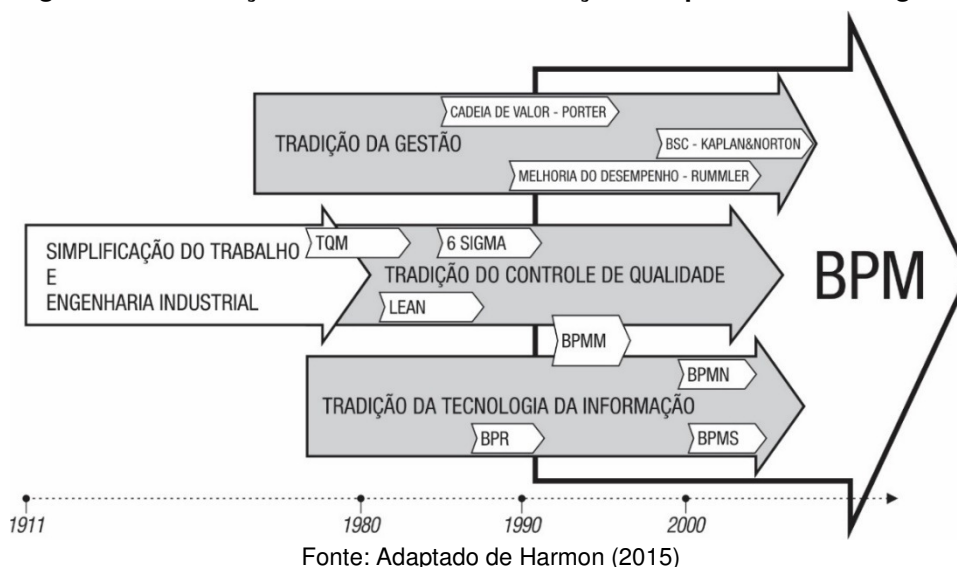 CADEIA DE VALOR - PORTER
TRADIÇÃO DA GESTÃO
BSC - KAPLAN&NORTON
MELHORIA DO DESEMPENHO - RUMMLER
SIMPLIFICAÇÃO DO TRABALHO
E
ENGENHARIA INDUSTRIAL
TQM
6 SIGMA
TRADIÇÃO DO CONTROLE DE QUALIDADE
LEAN
BPM
BPMM
BPMN
TRADIÇÃO DA TECNOLOGIA DA INFORMAÇÃO
BPR
BPMS
1911
1980
1990
2000
Fonte: Adaptado de Harmon (2015)